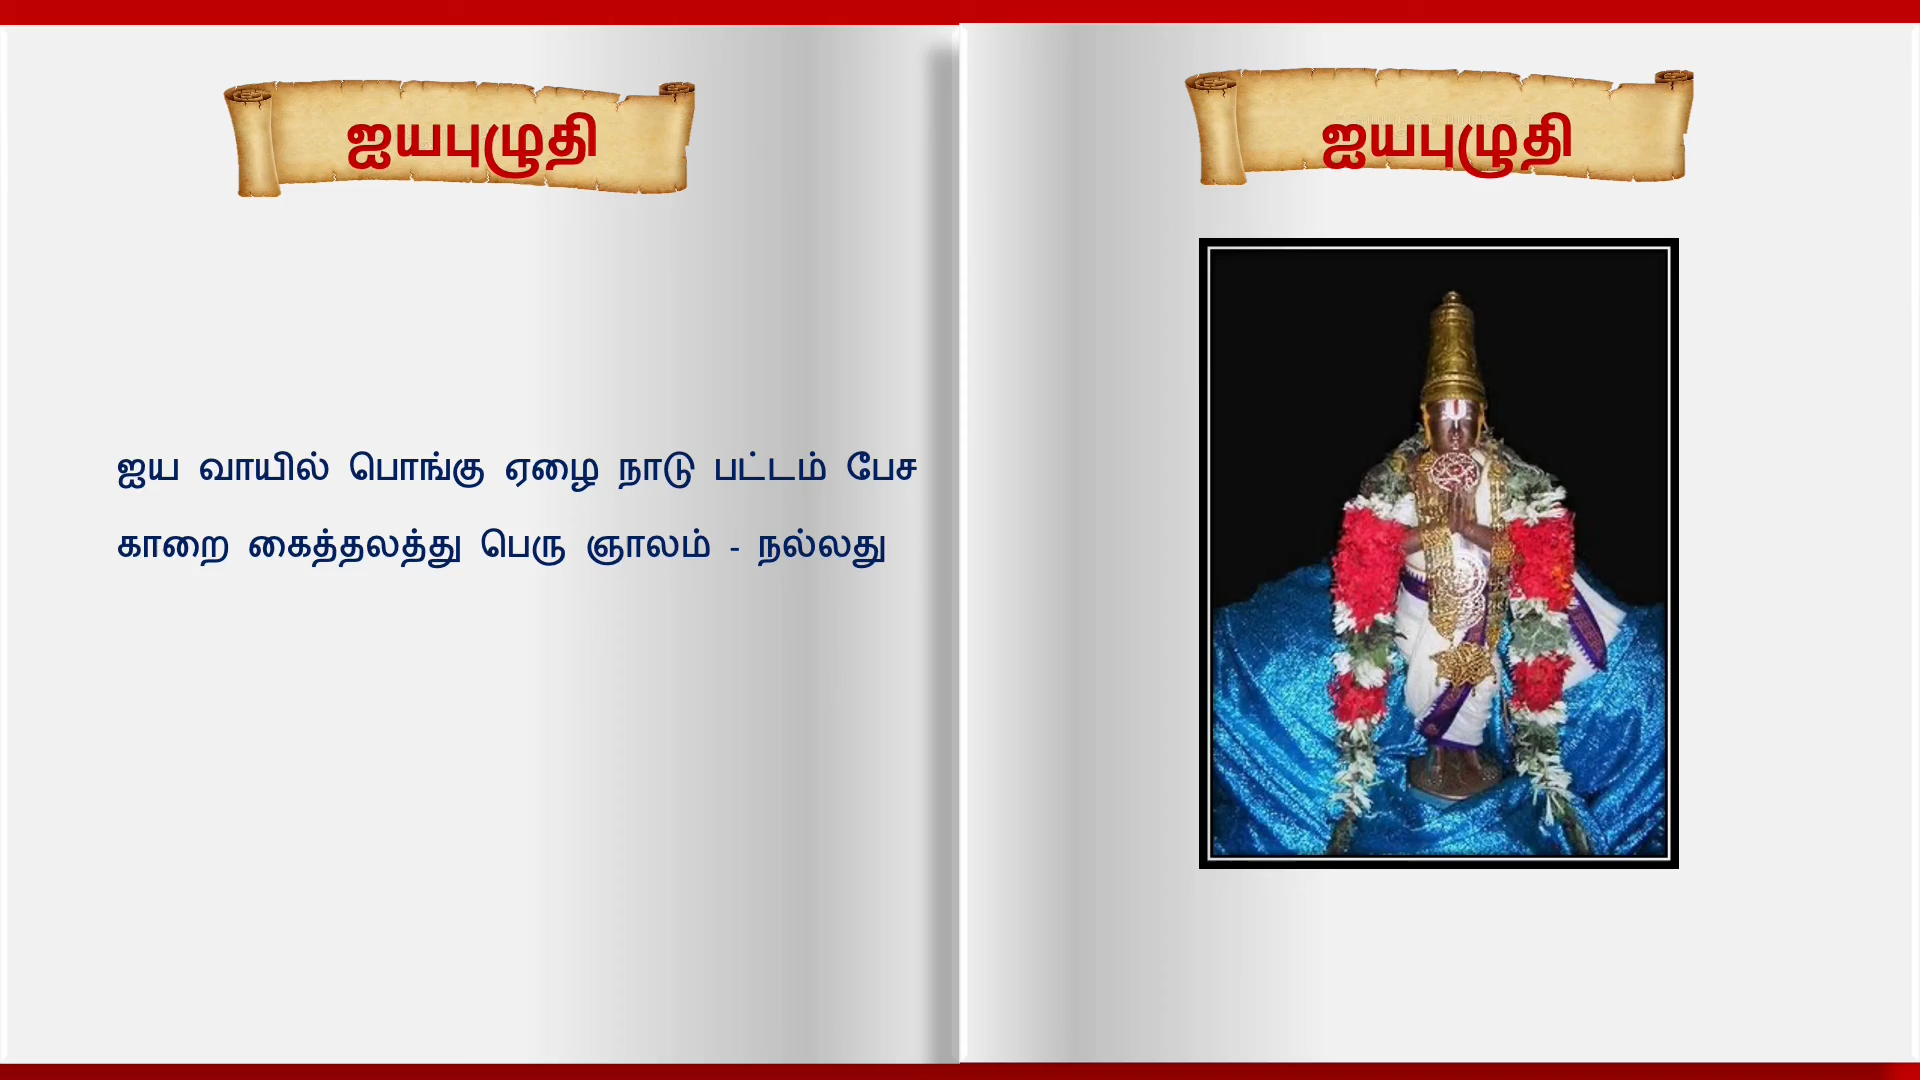 ஐயபுழுதி
ஐய வாயில் பொங்கு ஏழை நாடு பட்டம் பேச
காறை கைத்தலத்து பெரு ஞாலம் - நல்லது
ஐயபுழுதி